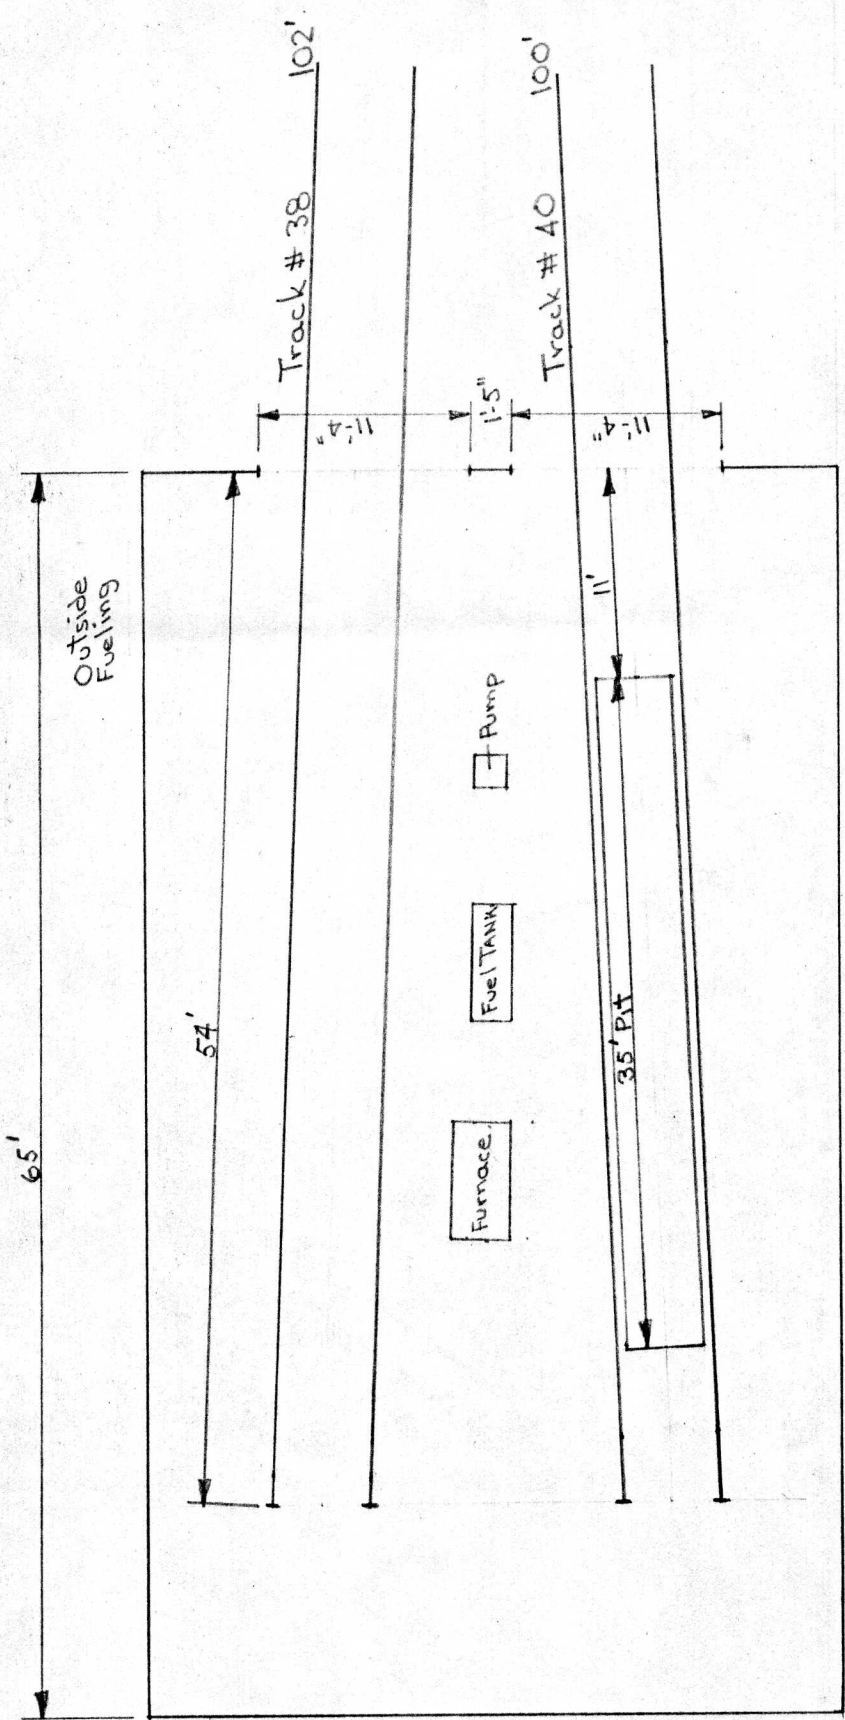 65'
Outside
Fueling
54'
Track # 38
102'
11'-4"
1'-5"
Furnace
Fuel TANK
Pump
Track # 40
100'
11'-4"
11'
35' Pit